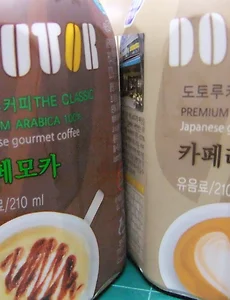 OUTOR
커피 THE CLASSIC
M ARABICA 100%
se gourmet coffee
페모카
료/210 ml
DO
도토루
PREMIUM
Japanese g
카페
유음료/210